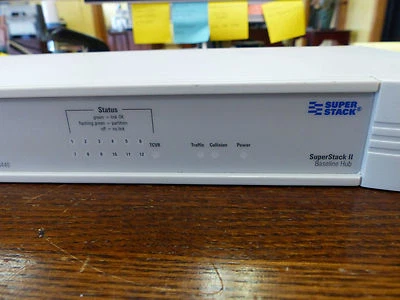 Status
green = link OK
flashing green = partition
off = no link
1 2 3 4 5 6
7 8 9 10 11 12 TCVR
Traffic Collision Power
SUPER
STACK®
SuperStack II
Baseline Hub